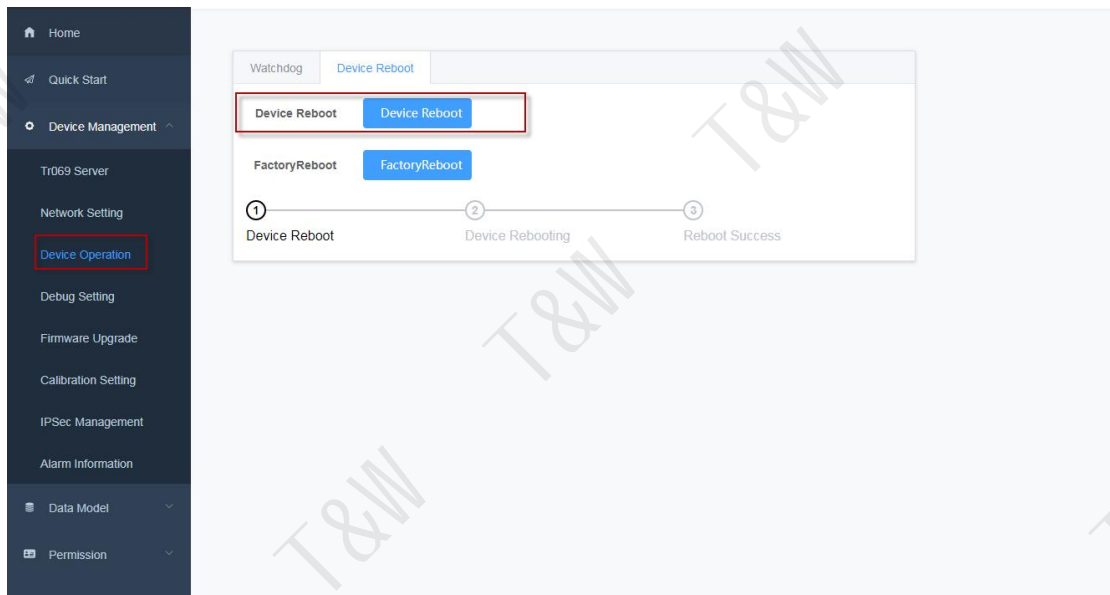 Home
Quick Start
Device Management
Tr069 Server
Network Setting
Device Operation
Debug Setting
Firmware Upgrade
Calibration Setting
IPSec Management
Alarm Information
Data Model
Permission
Watchdog Device Reboot
Device Reboot Device Reboot
FactoryReboot FactoryReboot
1 2 3
Device Reboot Device Rebooting Reboot Success
T&W
T&W
T&W